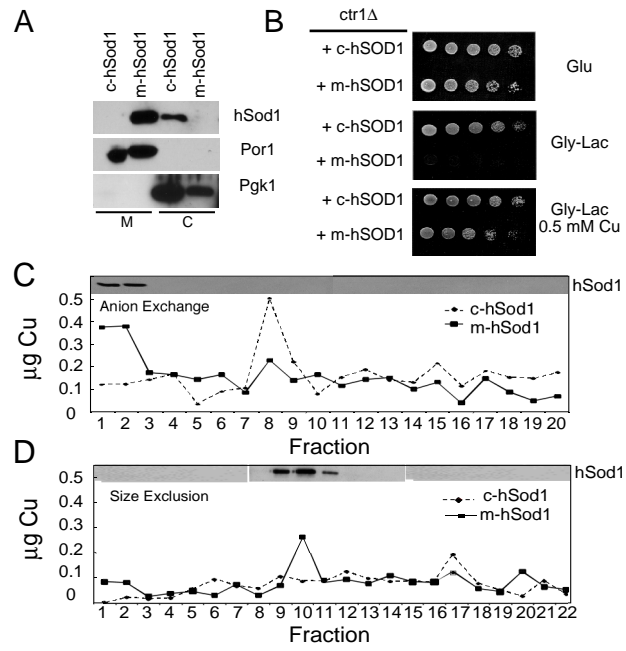 A
c-hSod1
m-hSod1
c-hSod1
m-hSod1
hSod1
Por1
Pgk1
M
C
B
ctr1Δ
+ c-hSOD1
+ m-hSOD1
Glu
+ c-hSOD1
+ m-hSOD1
Gly-Lac
+ c-hSOD1
+ m-hSOD1
Gly-Lac
0.5 mM Cu
C
hSod1
Anion Exchange
c-hSod1
m-hSod1
µg Cu
0.5
0.4
0.3
0.2
0.1
0
1 2 3 4 5 6 7 8 9 10 11 12 13 14 15 16 17 18 19 20
Fraction
D
hSod1
Size Exclusion
c-hSod1
m-hSod1
µg Cu
0.5
0.4
0.3
0.2
0.1
0
1 2 3 4 5 6 7 8 9 10 11 12 13 14 15 16 17 18 19 20 21 22
Fraction